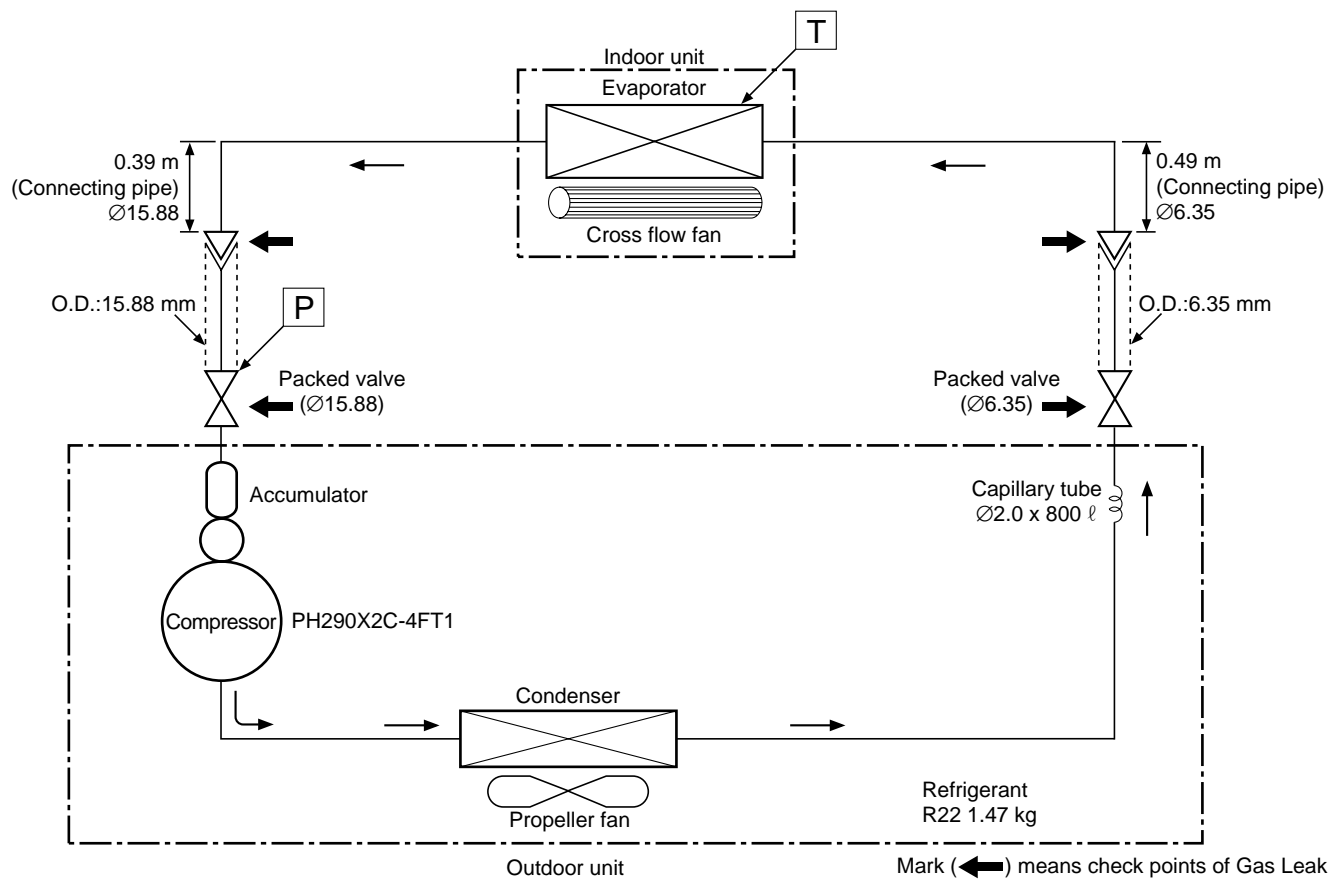 T
Indoor unit
Evaporator
Cross flow fan
0.39 m
(Connecting pipe)
∅15.88
0.49 m
(Connecting pipe)
∅6.35
O.D.:15.88 mm
P
O.D.:6.35 mm
Packed valve
(∅15.88)
Packed valve
(∅6.35)
Accumulator
Capillary tube
∅2.0 x 800 ℓ
Compressor
PH290X2C-4FT1
Condenser
Propeller fan
Refrigerant
R22 1.47 kg
Outdoor unit
Mark ( ) means check points of Gas Leak